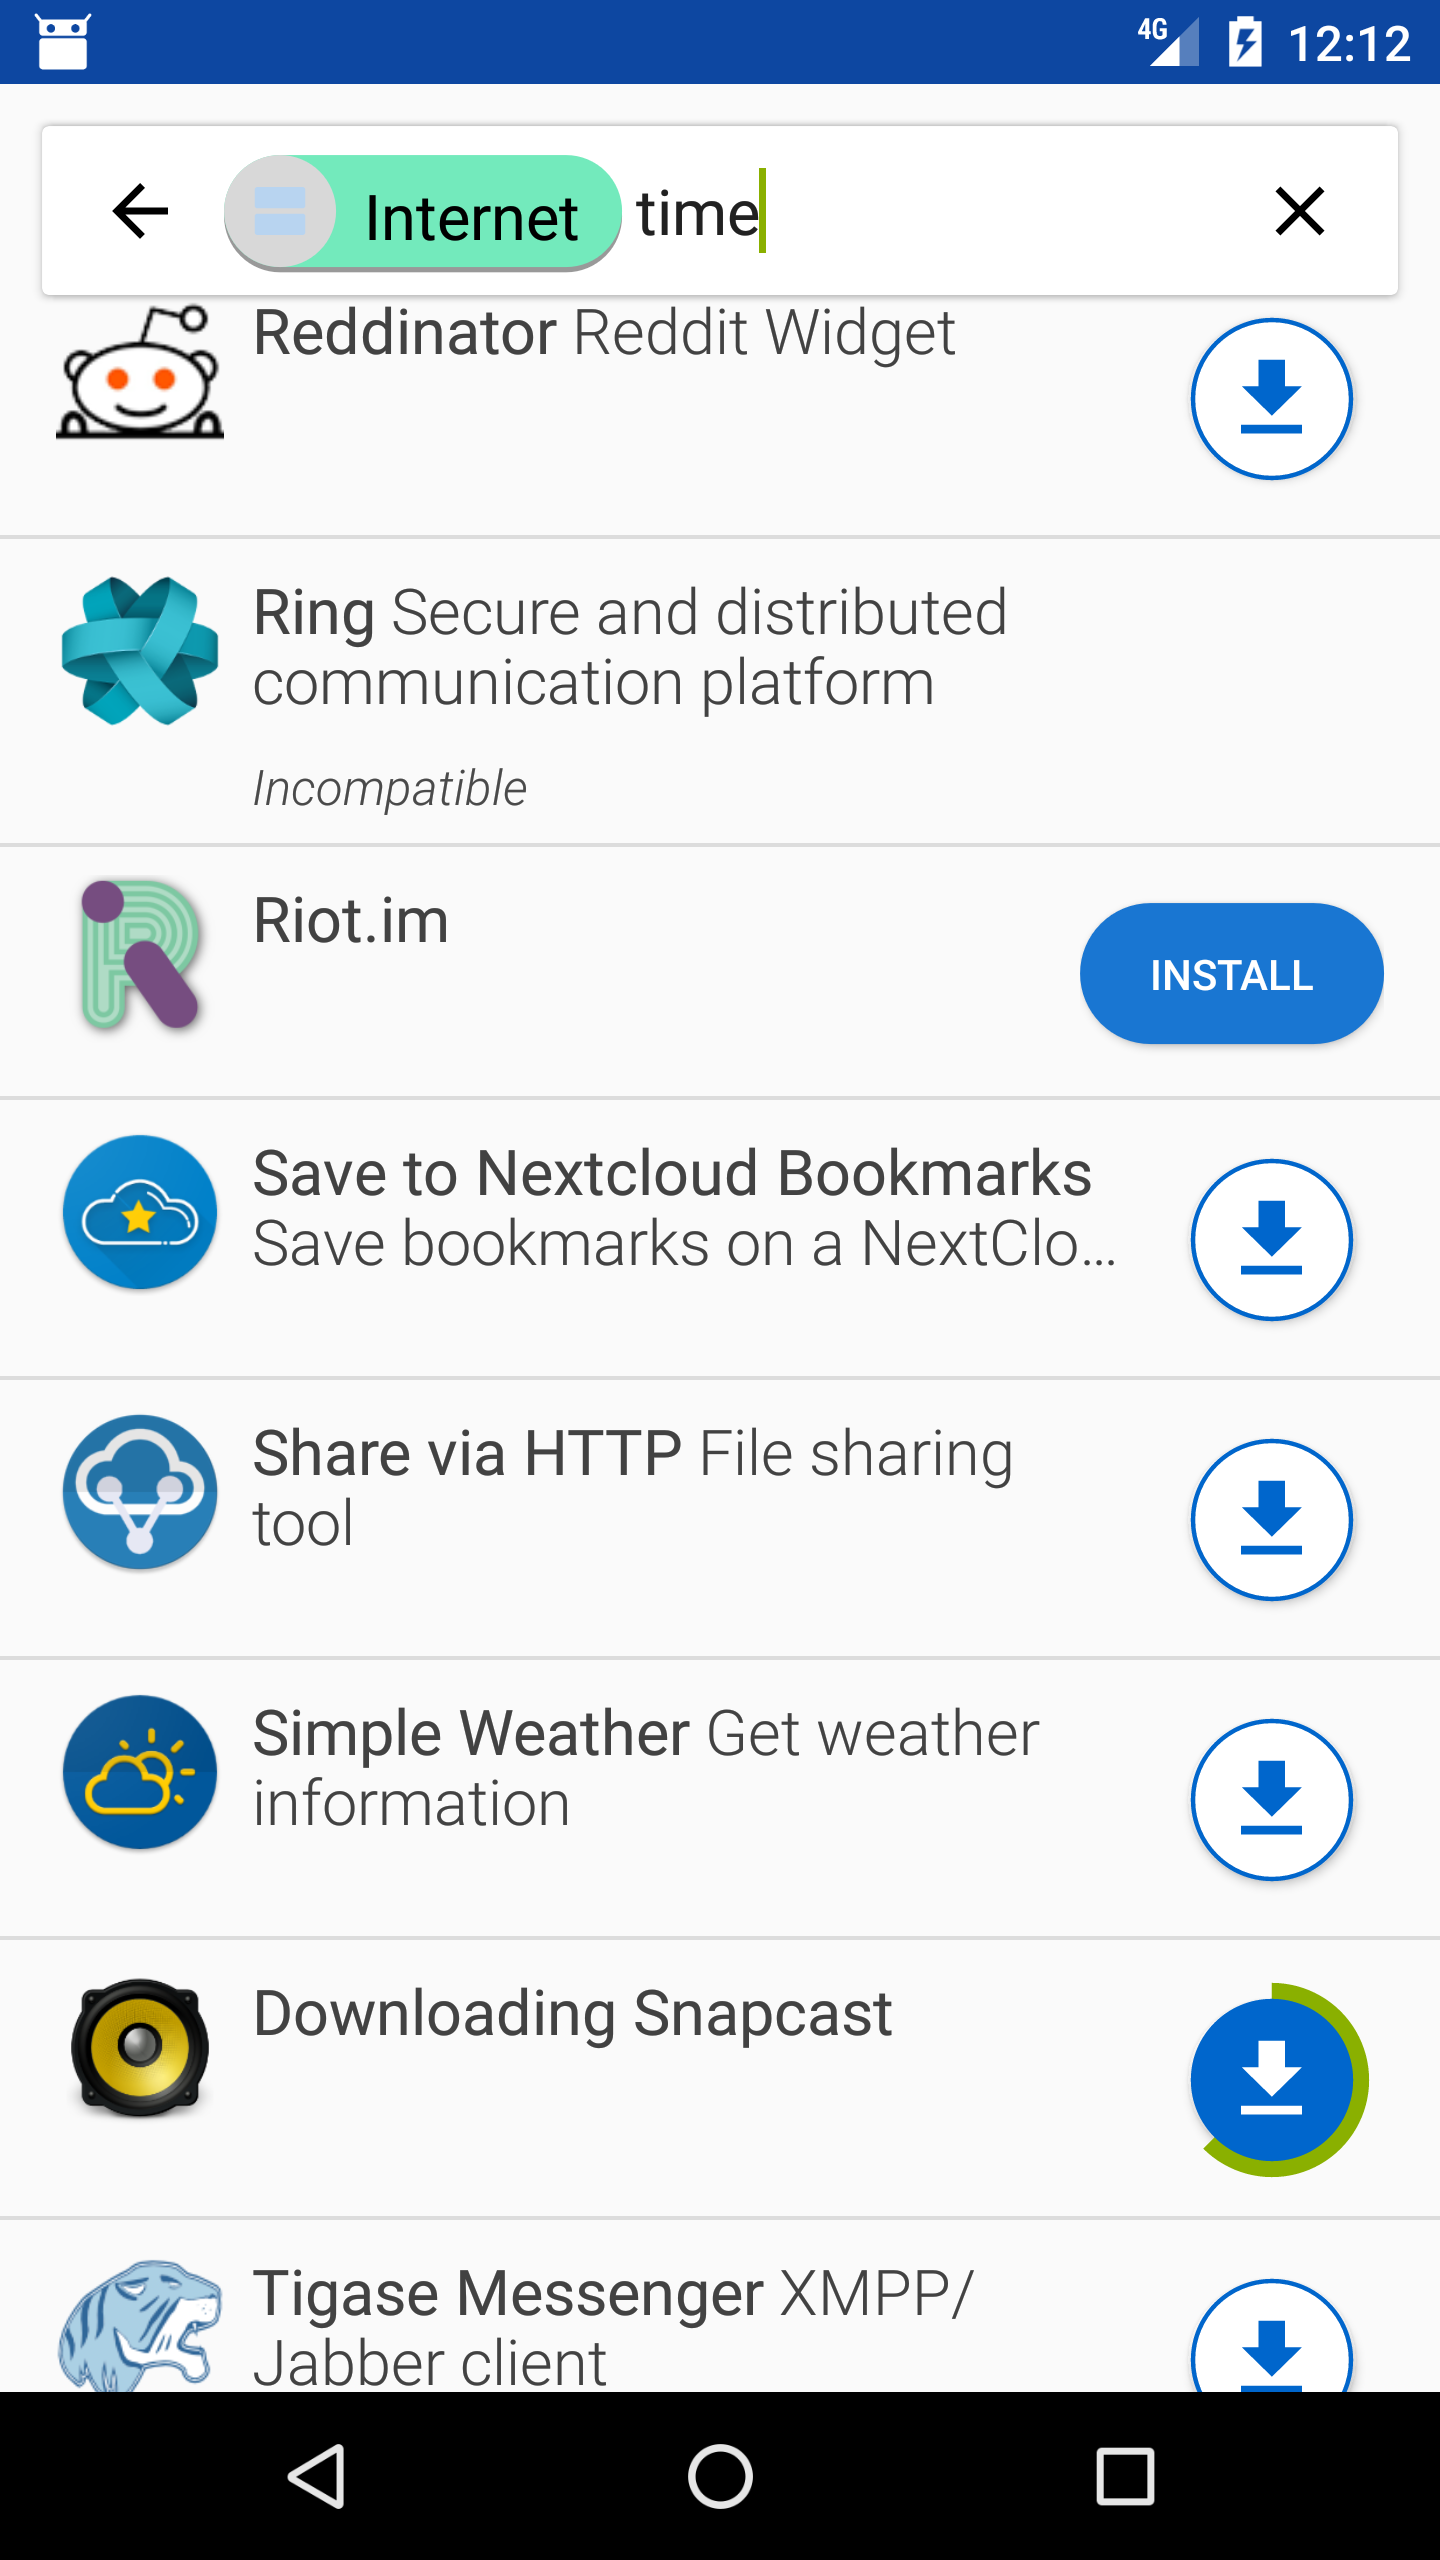 4G 12:12
Internet time
Reddinator Reddit Widget
Ring Secure and distributed
communication platform
Incompatible
Riot.im
INSTALL
Save to Nextcloud Bookmarks
Save bookmarks on a NextClo...
Share via HTTP File sharing
tool
Simple Weather Get weather
information
Downloading Snapcast
Tigase Messenger XMPP/
Jabber client